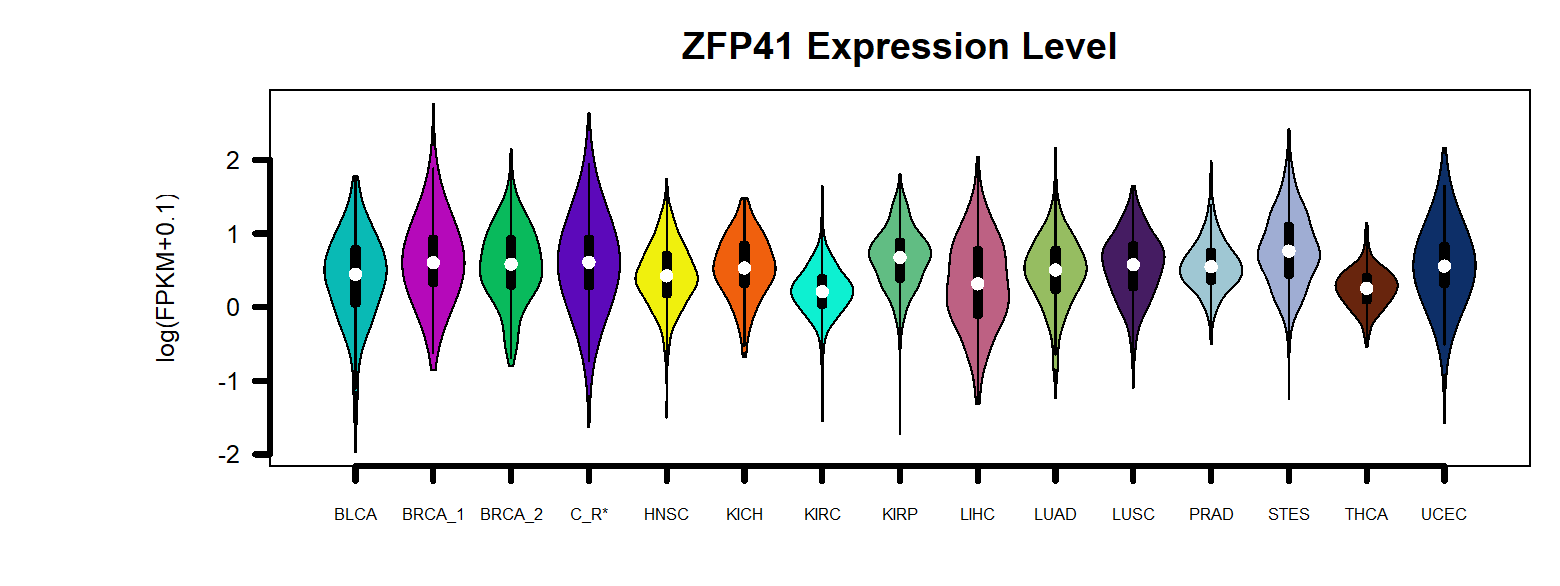 ZFP41 Expression Level
log(FPKM+0.1)
2
1
0
-1
-2
BLCA BRCA_1 BRCA_2 C_R* HNSC KICH KIRC KIRP LIHC LUAD LUSC PRAD STES THCA UCEC